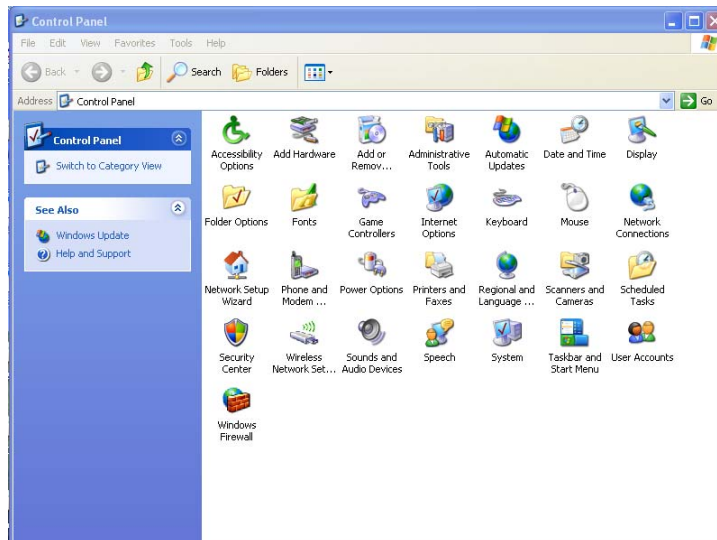 Control Panel
File Edit View Favorites Tools Help
Back Search Folders
Address Control Panel Go
Control Panel
Switch to Category View
See Also
Windows Update
Help and Support
Accessibility Options
Add Hardware
Add or Remov...
Administrative Tools
Automatic Updates
Date and Time
Display
Folder Options
Fonts
Game Controllers
Internet Options
Keyboard
Mouse
Network Connections
Network Setup Wizard
Phone and Modem ...
Power Options
Printers and Faxes
Regional and Language ...
Scanners and Cameras
Scheduled Tasks
Security Center
Wireless Network Set...
Sounds and Audio Devices
Speech
System
Taskbar and Start Menu
User Accounts
Windows Firewall